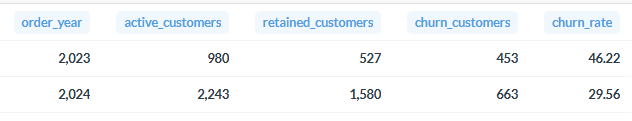 order_year active_customers retained_customers churn_customers churn_rate
2,023 980 527 453 46.22
2,024 2,243 1,580 663 29.56